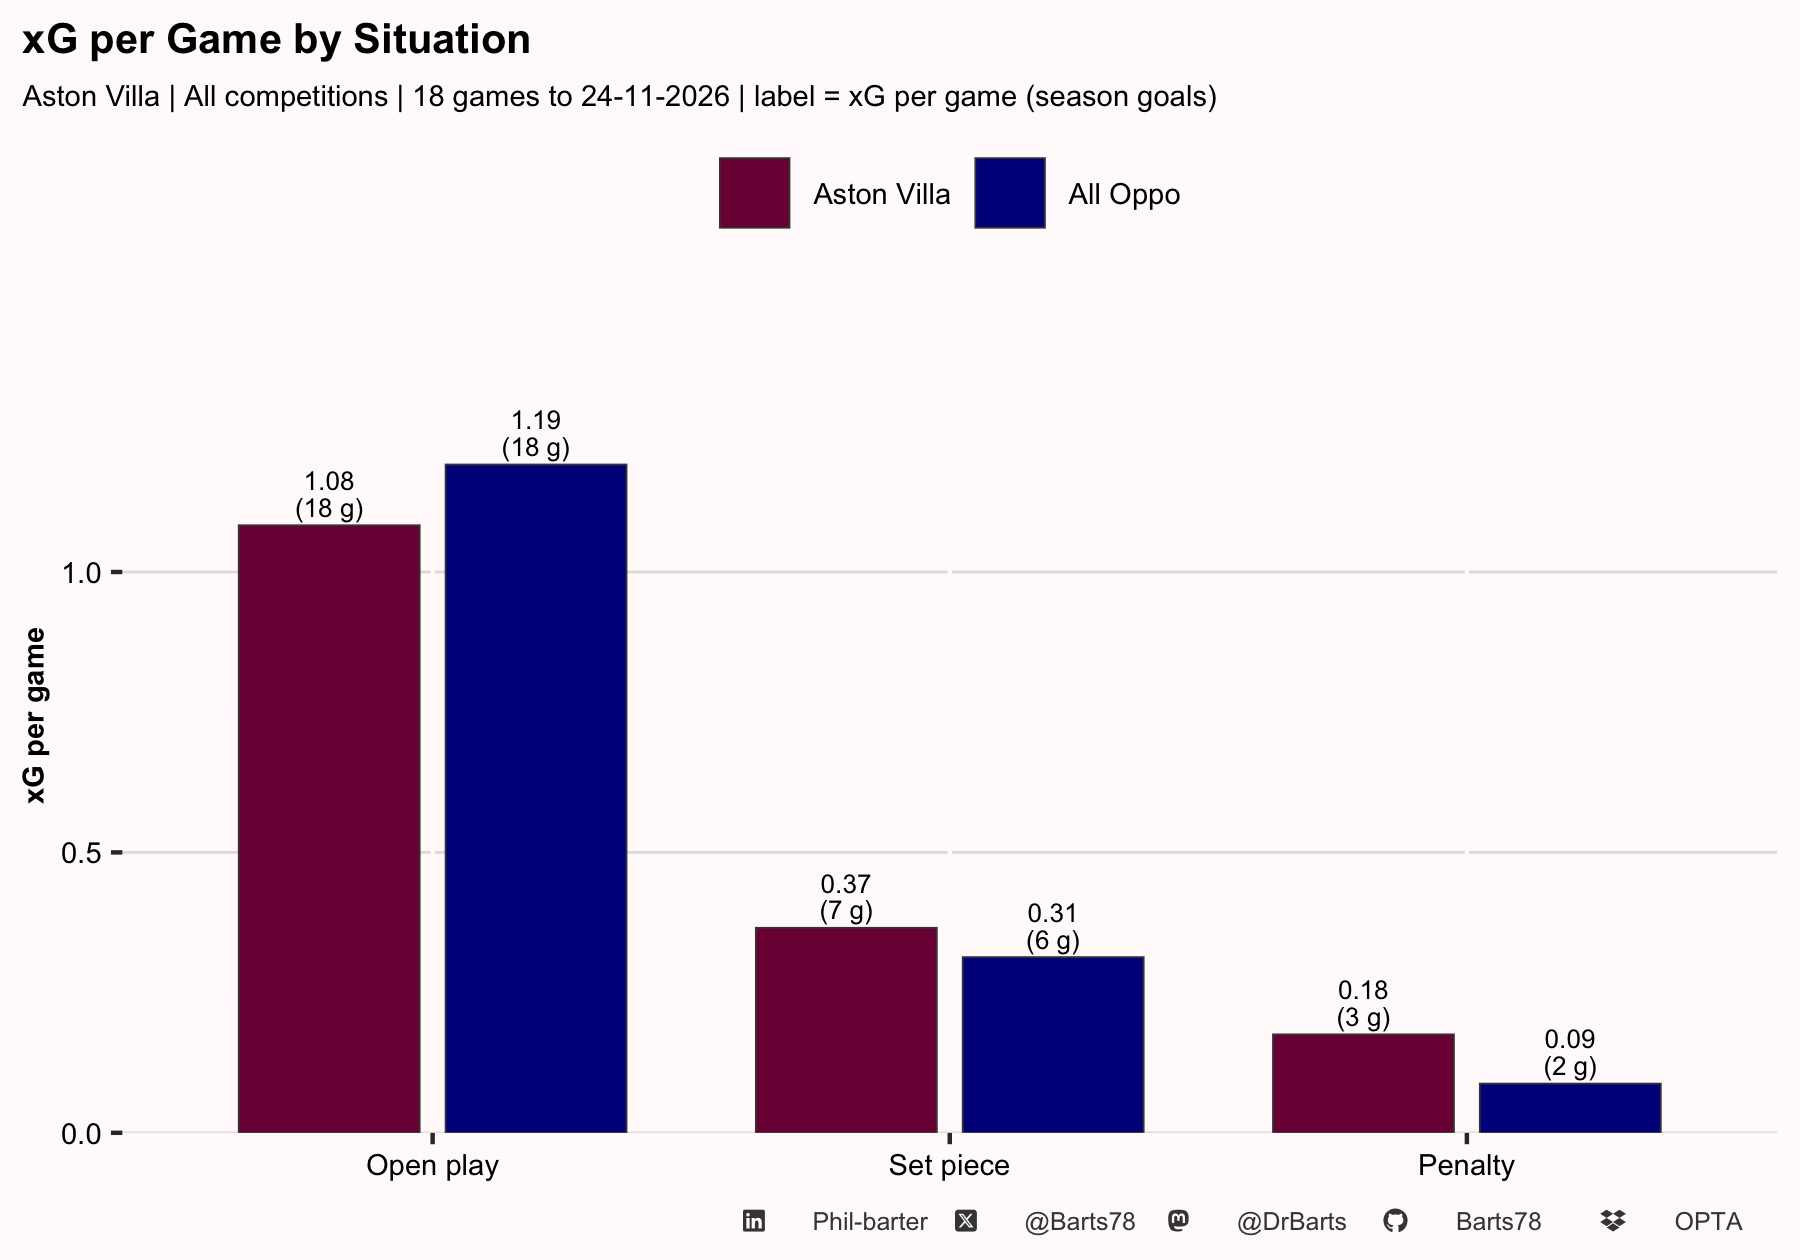 xG per Game by Situation
Aston Villa | All competitions | 18 games to 24-11-2026 | label = xG per game (season goals)
Aston Villa All Oppo
xG per game
1.0
0.5
0.0
1.08
(18 g)
1.19
(18 g)
0.37
(7 g)
0.31
(6 g)
0.18
(3 g)
0.09
(2 g)
Open play Set piece Penalty
Phil-barter @Barts78 @DrBarts Barts78 OPTA